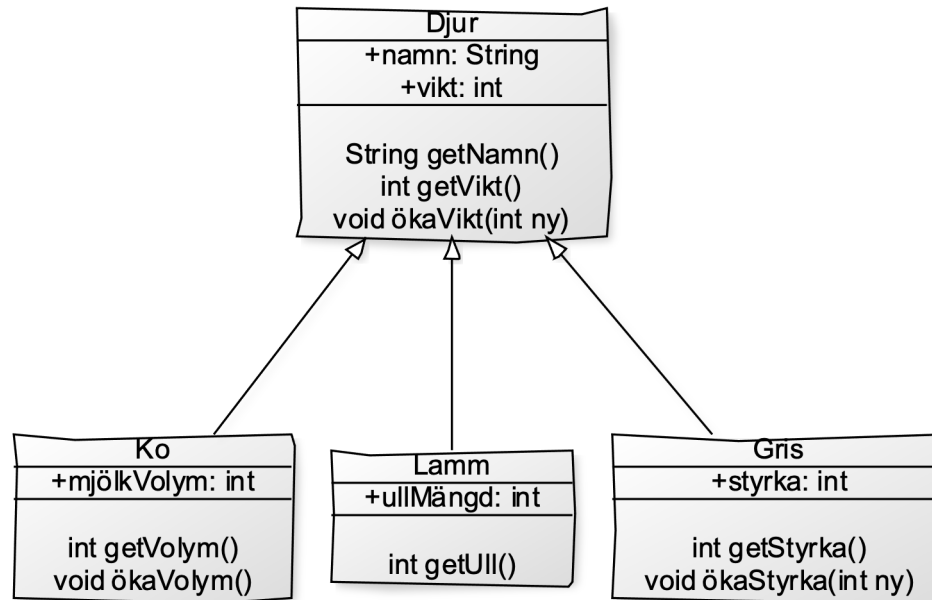 Djur
+namn: String
+vikt: int
String getNamn()
int getVikt()
void ökaVikt(int ny)
Ko
+mjölkVolym: int
int getVolym()
void ökaVolym()
Lamm
+ullMängd: int
int getUll()
Gris
+styrka: int
int getStyrka()
void ökaStyrka(int ny)